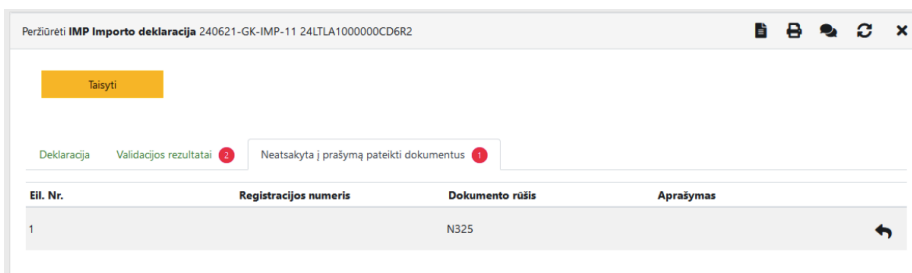 Peržiūrėti IMP Importo deklaracija 240621-GK-IMP-11 24LTLA1000000CD6R2
Taisyti
Deklaracija Validacijos rezultatai 2 Neatsakyta į prašymą pateikti dokumentus 1
Eil. Nr. Registracijos numeris Dokumento rūšis Aprašymas
1 N325